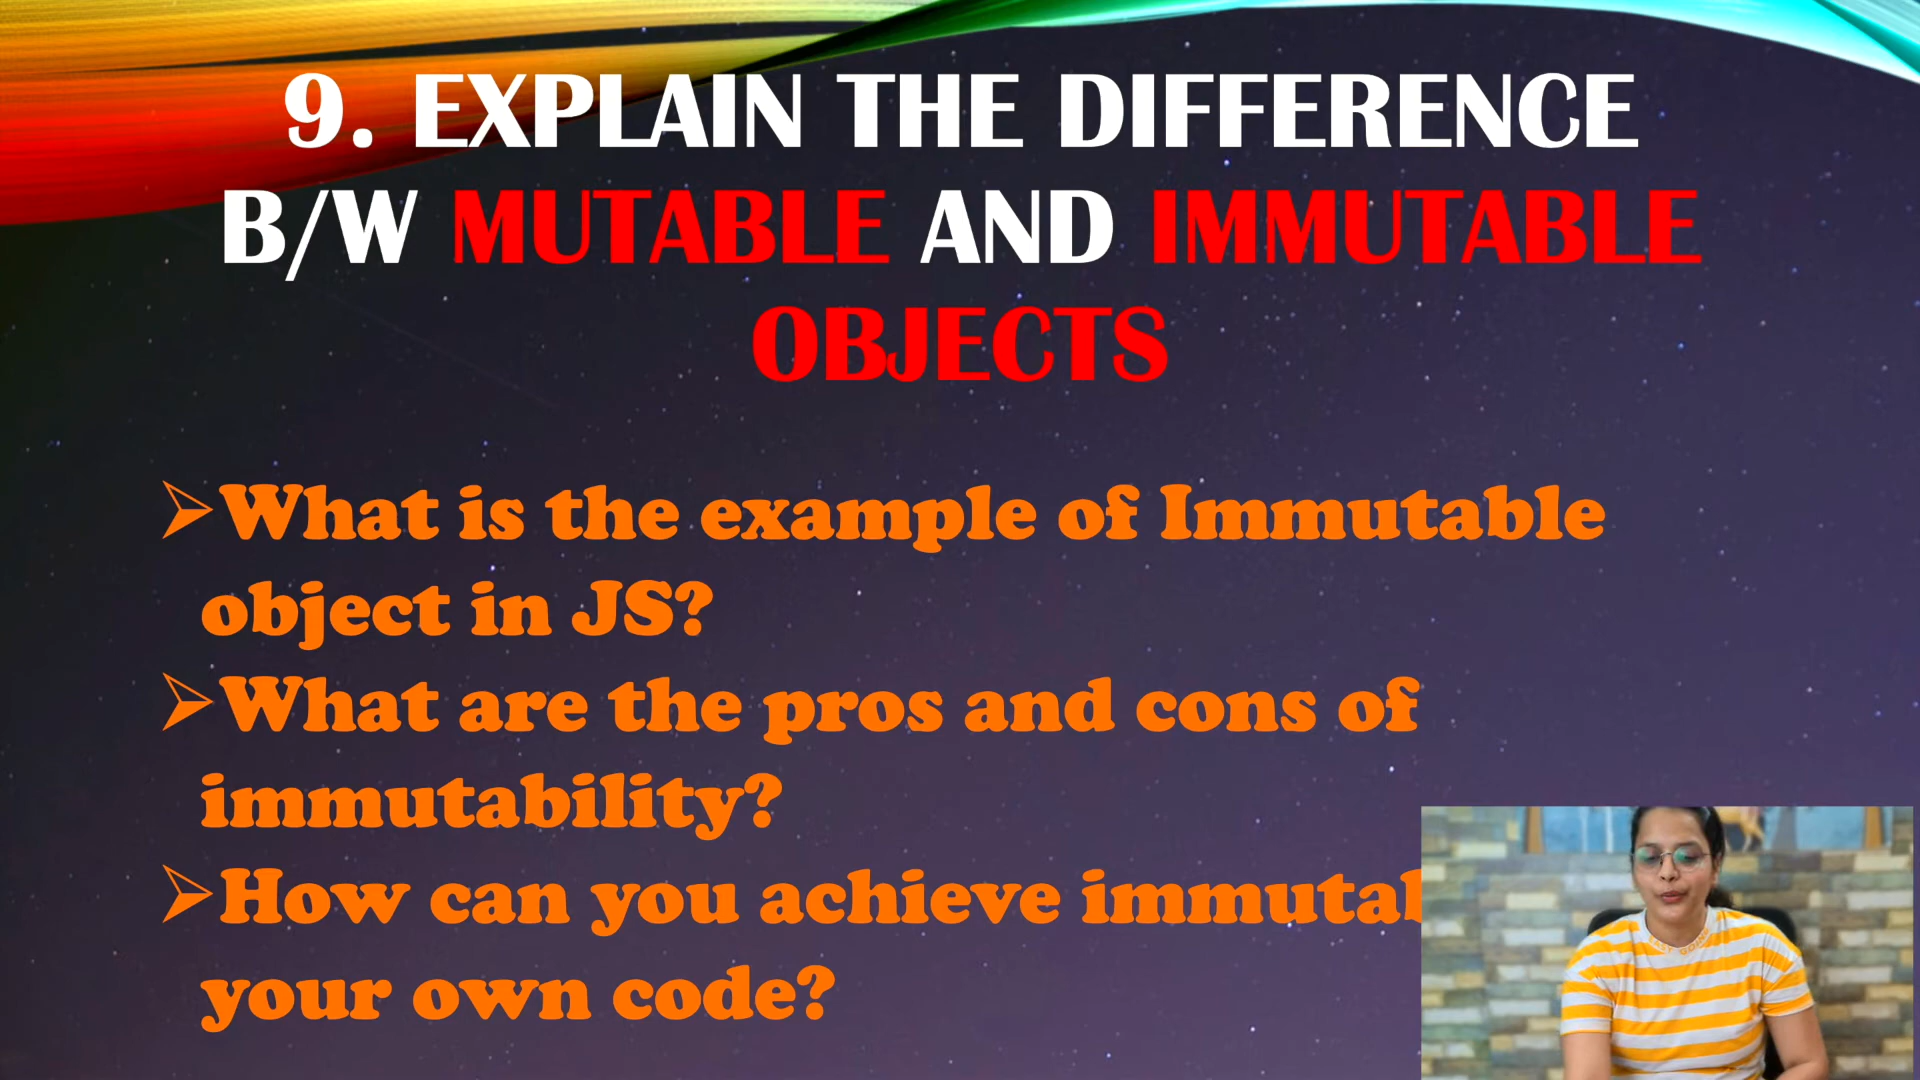 9. EXPLAIN THE DIFFERENCE
B/W MUTABLE AND IMMUTABLE
OBJECTS
➢What is the example of Immutable
object in JS?
➢What are the pros and cons of
immutability?
➢How can you achieve immutab
your own code?